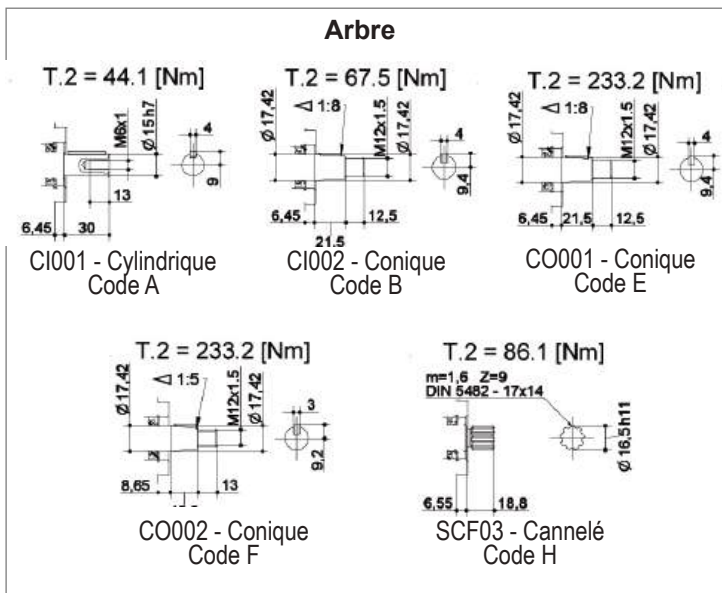 Arbre
T.2 = 44.1 [Nm]
M6x1
Ø 15 h7
4
9
13
6,45
30
CI001 - Cylindrique
Code A
T.2 = 67.5 [Nm]
Ø 17,42
1:8
M12x1.5
Ø 17,42
4
9,4
6,45
12,5
21,5
CI002 - Conique
Code B
T.2 = 233.2 [Nm]
Ø 17,42
1:8
M12x1.5
Ø 17,42
4
9,4
6,45
21,5
12,5
CO001 - Conique
Code E
T.2 = 233.2 [Nm]
Ø 17,42
1:5
M12x1.5
Ø 17,42
3
9,2
8,65
13
CO002 - Conique
Code F
T.2 = 86.1 [Nm]
m=1,6 Z=9
DIN 5482 - 17x14
Ø 16,5 h11
6,55
18,8
SCF03 - Cannelé
Code H